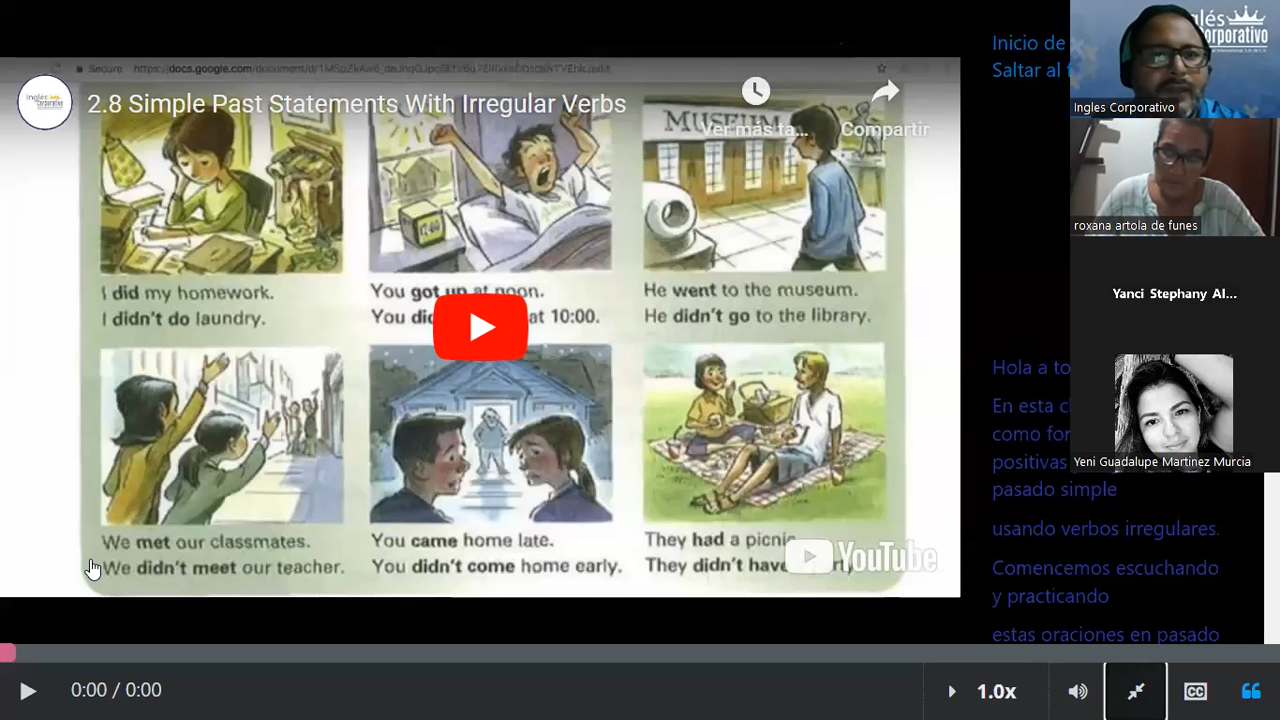 Secure
2.8 Simple Past Statements With Irregular Verbs
Ver más ta...
Compartir
MUSEUM
I did my homework.
I didn't do laundry.
You got up at noon.
You at 10:00.
He went to the museum.
He didn't go to the library.
We met our classmates.
We didn't meet our teacher.
You came home late.
You didn't come home early.
They had a picnic
They didn't have
YouTube
Inicio de
Saltar al
Hola a
En esta
como
positivas
pasado simple
usando verbos irregulares.
Comencemos escuchando
y practicando
estas oraciones en pasado
Inglés
Corporativo
Ingles Corporativo
roxana artola de funes
Yanci Stephany Al...
Yeni Guadalupe Martinez Murcia
0:00 / 0:00
1.0x
CC